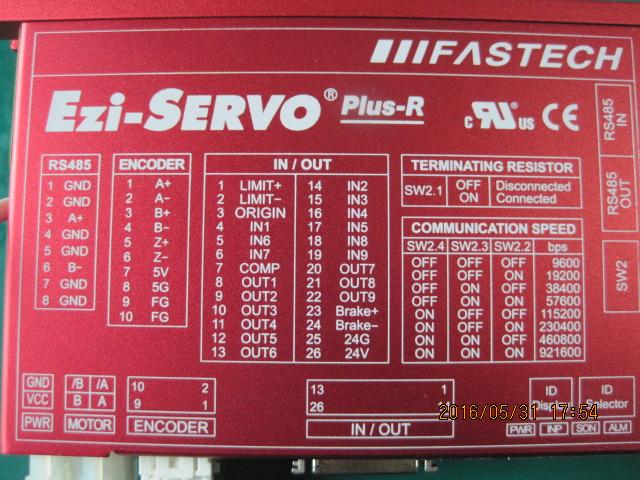 FASTECH
Ezi-SERVO® Plus-R
c RU us CE
RS485
1 GND
2 GND
3 A+
4 GND
5 GND
6 B-
7 GND
8 GND
ENCODER
1 A+
2 A-
3 B+
4 B-
5 Z+
6 Z-
7 5V
8 5G
9 FG
10 FG
IN / OUT
1 LIMIT+ 14 IN2
2 LIMIT- 15 IN3
3 ORIGIN 16 IN4
4 IN1 17 IN5
5 IN6 18 IN8
6 IN7 19 IN9
7 COMP 20 OUT7
8 OUT1 21 OUT8
9 OUT2 22 OUT9
10 OUT3 23 Brake+
11 OUT4 24 Brake-
12 OUT5 25 24G
13 OUT6 26 24V
TERMINATING RESISTOR
SW2.1 OFF Disconnected
ON Connected
COMMUNICATION SPEED
SW2.4 SW2.3 SW2.2 bps
OFF OFF OFF 9600
OFF OFF ON 19200
OFF ON OFF 38400
OFF ON ON 57600
ON OFF OFF 115200
ON OFF ON 230400
ON ON OFF 460800
ON ON ON 921600
RS485 IN
RS485 OUT
SW2
GND
VCC
PWR
/B /A
B A
MOTOR
10 2
9 1
ENCODER
13 1
26
IN / OUT
ID
ID
Selector
PWR INP SON ALM
2016/05/31 17:54